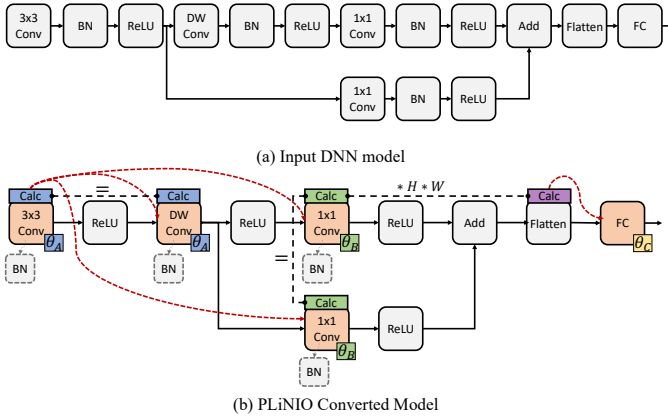 3x3 Conv
BN
ReLU
DW Conv
BN
ReLU
1x1 Conv
BN
ReLU
Add
Flatten
FC
1x1 Conv
BN
ReLU
(a) Input DNN model
Calc
=
Calc
Calc
* H * W
Calc
3x3 Conv
θA
ReLU
DW Conv
θA
ReLU
1x1 Conv
θB
ReLU
Add
Flatten
FC
θC
BN
BN
=
BN
Calc
1x1 Conv
θB
ReLU
BN
(b) PLiNIO Converted Model